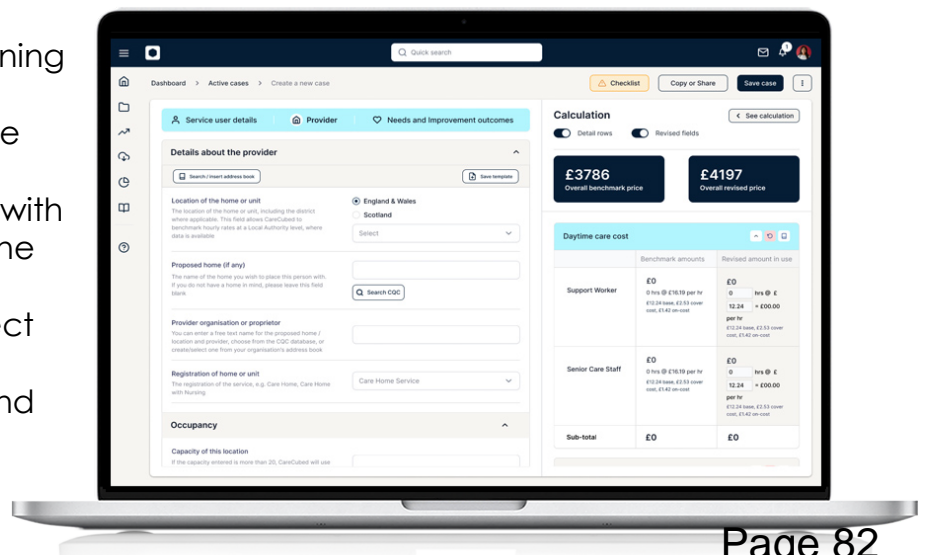 ning
e
with
ne
ect
nd
Quick search
1
Dashboard > Active cases > Create a new case
Checklist
Copy or Share
Save case
Service user details
Provider
Needs and Improvement outcomes
Details about the provider
Search / Insert address book
Save template
Location of the home or unit
The location of the home or unit, including the district
where applicable. This field allows CareCubed to
benchmark hourly rates at a Local Authority level, where
data is available
England & Wales
Scotland
Select
Proposed home (if any)
The name of the home you wish to place this person with.
If you do not have a home in mind, please leave this field
blank
Search CQC
Provider organisation or proprietor
You can enter a free text name for the proposed home /
location and provider, choose from the CQC database, or
create/select one from your organisation's address book
Registration of home or unit
The registration of the service, e.g. Care Home, Care Home
with Nursing
Care Home Service
Occupancy
Capacity of this location
If the capacity entered is more than 20, CareCubed will use
Calculation
< See calculation
Detail rows
Revised fields
£3786
Overall benchmark price
£4197
Overall revised price
Daytime care cost
Benchmark amounts
Revised amount in use
Support Worker
£0
0 hrs @ £16.19 per hr
£12.24 base, £2.53 cover
cost, £1.42 on-cost
£0
0 hrs @ £
12.24 = £00.00
per hr
£12.24 base, £2.53 cover
cost, £1.42 on-cost
Senior Care Staff
£0
0 hrs @ £16.19 per hr
£12.24 base, £2.53 cover
cost, £1.42 on-cost
£0
0 hrs @ £
12.24 = £00.00
per hr
£12.24 base, £2.53 cover
cost, £1.42 on-cost
Sub-total
£0
£0
Page 82